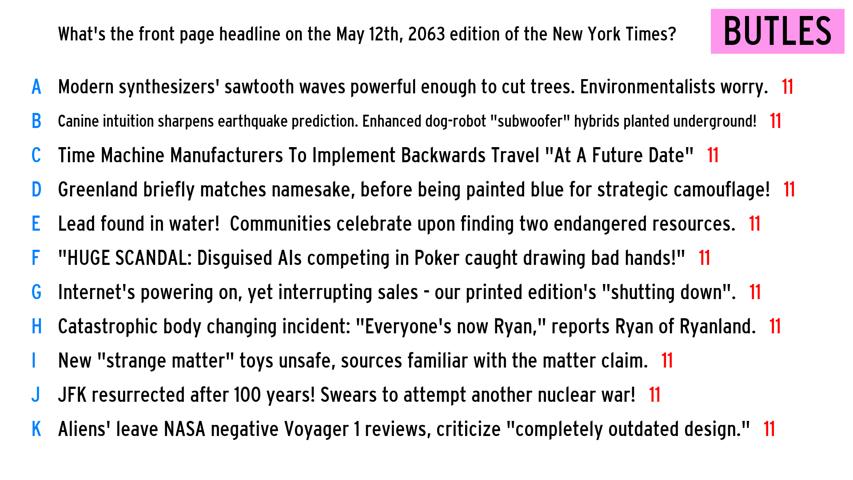 What's the front page headline on the May 12th, 2063 edition of the New York Times?
BUTLES
A Modern synthesizers' sawtooth waves powerful enough to cut trees. Environmentalists worry. 11
B Canine intuition sharpens earthquake prediction. Enhanced dog-robot "subwoofer" hybrids planted underground! 11
C Time Machine Manufacturers To Implement Backwards Travel "At A Future Date" 11
D Greenland briefly matches namesake, before being painted blue for strategic camouflage! 11
E Lead found in water!  Communities celebrate upon finding two endangered resources. 11
F "HUGE SCANDAL: Disguised AIs competing in Poker caught drawing bad hands!" 11
G Internet's powering on, yet interrupting sales - our printed edition's "shutting down". 11
H Catastrophic body changing incident: "Everyone's now Ryan," reports Ryan of Ryanland. 11
I New "strange matter" toys unsafe, sources familiar with the matter claim. 11
J JFK resurrected after 100 years! Swears to attempt another nuclear war! 11
K Aliens' leave NASA negative Voyager 1 reviews, criticize "completely outdated design." 11